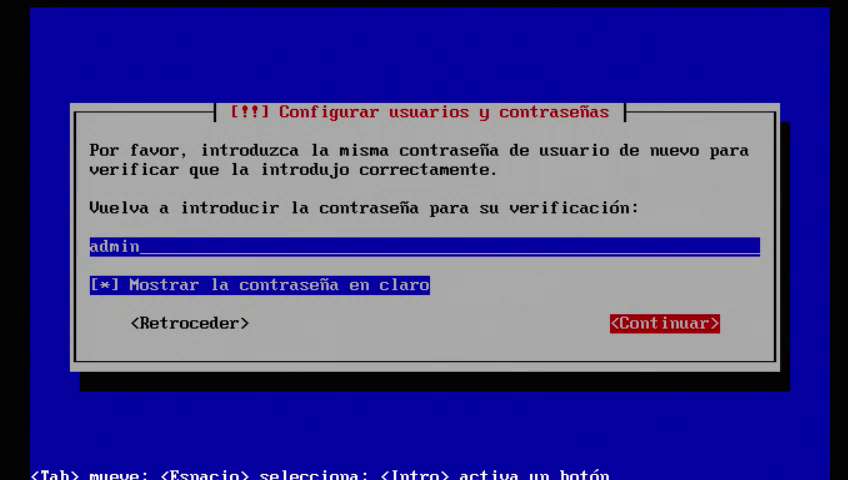 [!!] Configurar usuarios y contraseñas
Por favor, introduzca la misma contraseña de usuario de nuevo para
verificar que la introdujo correctamente.
Vuelva a introducir la contraseña para su verificación:
admin
[*] Mostrar la contraseña en claro
<Retroceder> <Continuar>
<Tab> mueve; <Espacio> selecciona; <Intro> activa un botón